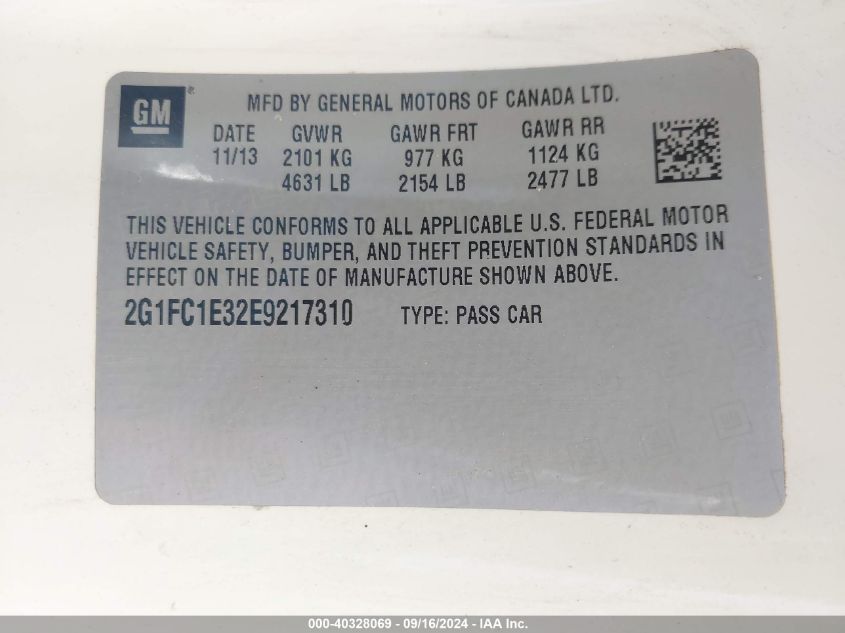 GM ®
MFD BY GENERAL MOTORS OF CANADA LTD.
DATE GVWR GAWR FRT GAWR RR
11/13 2101 KG 977 KG 1124 KG
4631 LB 2154 LB 2477 LB
THIS VEHICLE CONFORMS TO ALL APPLICABLE U.S. FEDERAL MOTOR
VEHICLE SAFETY, BUMPER, AND THEFT PREVENTION STANDARDS IN
EFFECT ON THE DATE OF MANUFACTURE SHOWN ABOVE.
2G1FC1E32E9217310 TYPE: PASS CAR
000-40328069 - 09/16/2024 - IAA Inc.